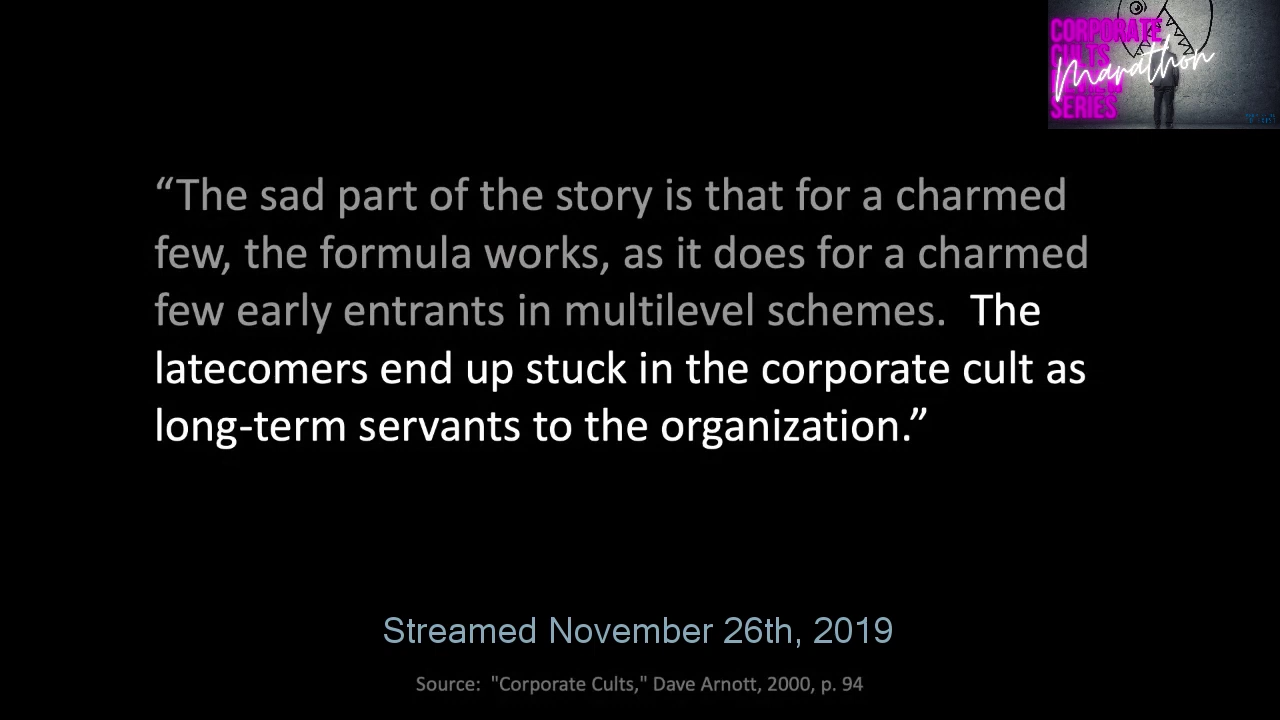 CORPORATE
CULTS
Marathon
SERIES
“The sad part of the story is that for a charmed
few, the formula works, as it does for a charmed
few early entrants in multilevel schemes.  The
latecomers end up stuck in the corporate cult as
long-term servants to the organization.”
Streamed November 26th, 2019
Source:  "Corporate Cults," Dave Arnott, 2000, p. 94